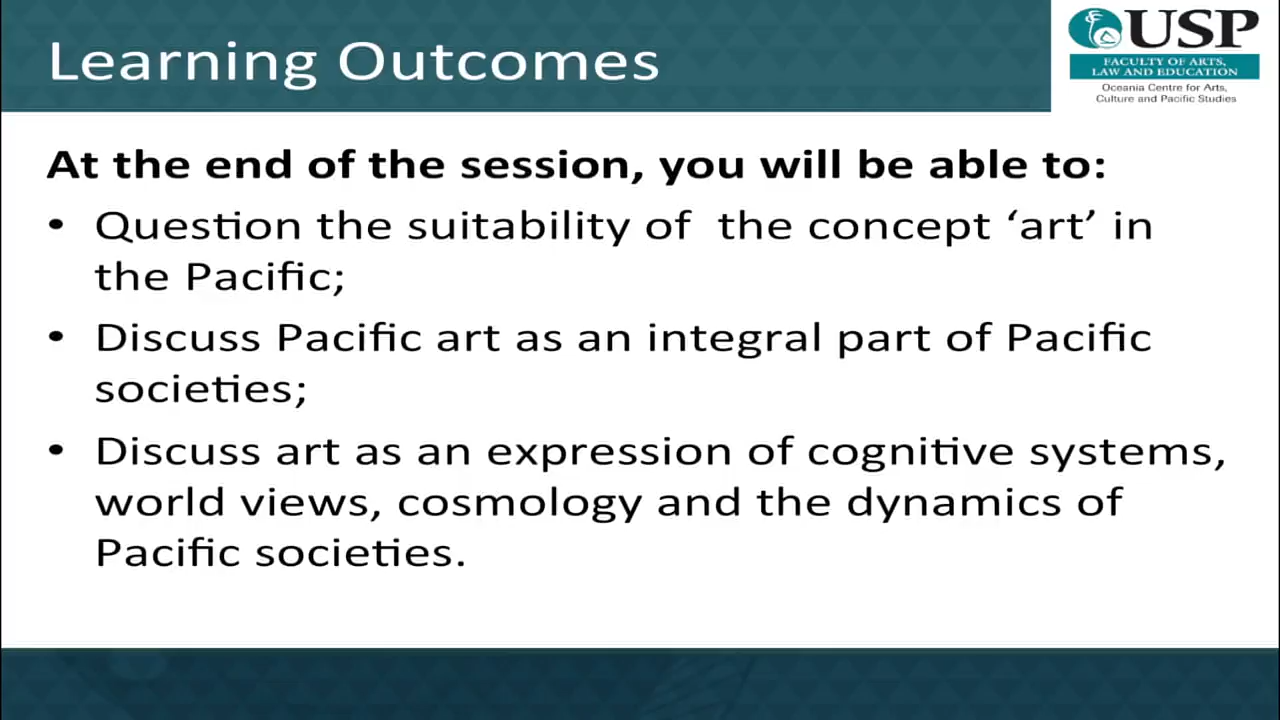 Learning Outcomes
USP
FACULTY OF ARTS,
LAW AND EDUCATION
Oceania Centre for Arts,
Culture and Pacific Studies
At the end of the session, you will be able to:
• Question the suitability of  the concept ‘art’ in
the Pacific;
• Discuss Pacific art as an integral part of Pacific
societies;
• Discuss art as an expression of cognitive systems,
world views, cosmology and the dynamics of
Pacific societies.